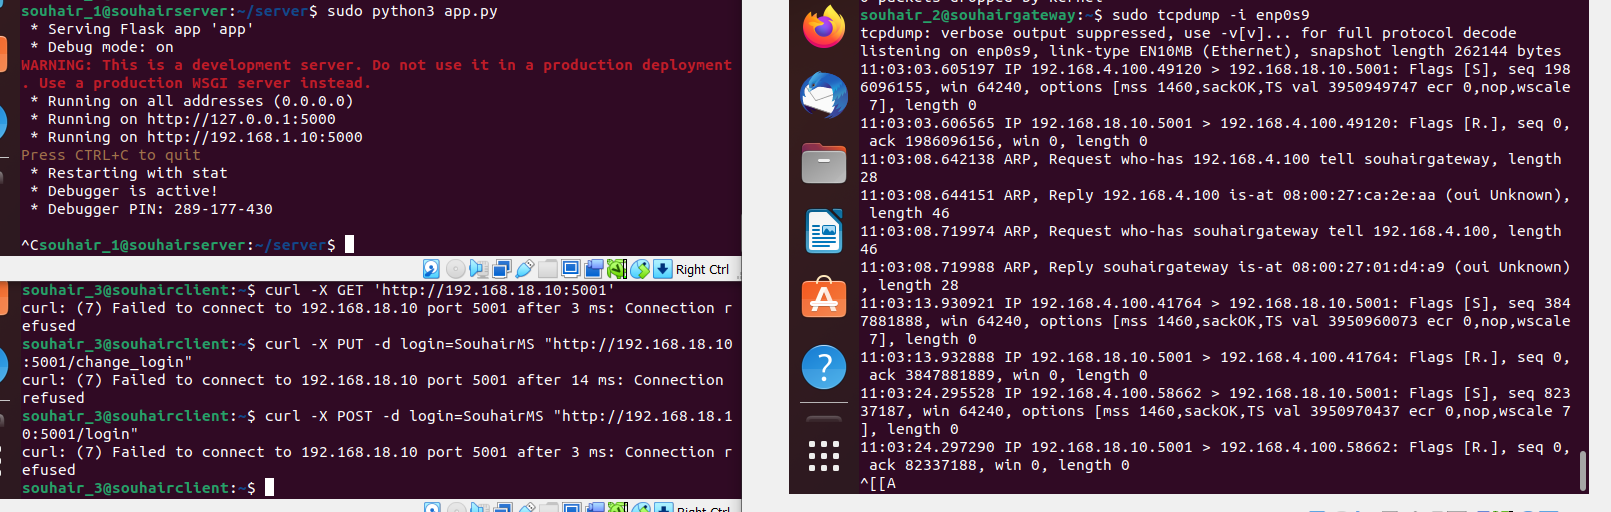 souhair_1@souhairserver:~/server$ sudo python3 app.py
 * Serving Flask app 'app'
 * Debug mode: on
WARNING: This is a development server. Do not use it in a production deployment
. Use a production WSGI server instead.
 * Running on all addresses (0.0.0.0)
 * Running on http://127.0.0.1:5000
 * Running on http://192.168.1.10:5000
Press CTRL+C to quit
 * Restarting with stat
 * Debugger is active!
 * Debugger PIN: 289-177-430
^Csouhair_1@souhairserver:~/server$
Right Ctrl
souhair_3@souhairclient:~$ curl -X GET 'http://192.168.18.10:5001'
curl: (7) Failed to connect to 192.168.18.10 port 5001 after 3 ms: Connection r
efused
souhair_3@souhairclient:~$ curl -X PUT -d login=SouhairMS "http://192.168.18.10
:5001/change_login"
curl: (7) Failed to connect to 192.168.18.10 port 5001 after 14 ms: Connection
refused
souhair_3@souhairclient:~$ curl -X POST -d login=SouhairMS "http://192.168.18.1
0:5001/login"
curl: (7) Failed to connect to 192.168.18.10 port 5001 after 3 ms: Connection r
efused
souhair_3@souhairclient:~$
Right Ctrl
souhair_2@souhairgateway:~$ sudo tcpdump -i enp0s9
tcpdump: verbose output suppressed, use -v[v]... for full protocol decode
listening on enp0s9, link-type EN10MB (Ethernet), snapshot length 262144 bytes
11:03:03.605197 IP 192.168.4.100.49120 > 192.168.18.10.5001: Flags [S], seq 198
6096155, win 64240, options [mss 1460,sackOK,TS val 3950949747 ecr 0,nop,wscale
 7], length 0
11:03:03.606565 IP 192.168.18.10.5001 > 192.168.4.100.49120: Flags [R.], seq 0,
 ack 1986096156, win 0, length 0
11:03:08.642138 ARP, Request who-has 192.168.4.100 tell souhairgateway, length
28
11:03:08.644151 ARP, Reply 192.168.4.100 is-at 08:00:27:ca:2e:aa (oui Unknown),
 length 46
11:03:08.719974 ARP, Request who-has souhairgateway tell 192.168.4.100, length
46
11:03:08.719988 ARP, Reply souhairgateway is-at 08:00:27:01:d4:a9 (oui Unknown)
, length 28
11:03:13.930921 IP 192.168.4.100.41764 > 192.168.18.10.5001: Flags [S], seq 384
7881888, win 64240, options [mss 1460,sackOK,TS val 3950960073 ecr 0,nop,wscale
 7], length 0
11:03:13.932888 IP 192.168.18.10.5001 > 192.168.4.100.41764: Flags [R.], seq 0,
 ack 3847881889, win 0, length 0
11:03:24.295528 IP 192.168.4.100.58662 > 192.168.18.10.5001: Flags [S], seq 823
37187, win 64240, options [mss 1460,sackOK,TS val 3950970437 ecr 0,nop,wscale 7
], length 0
11:03:24.297290 IP 192.168.18.10.5001 > 192.168.4.100.58662: Flags [R.], seq 0,
 ack 82337188, win 0, length 0
^[[A